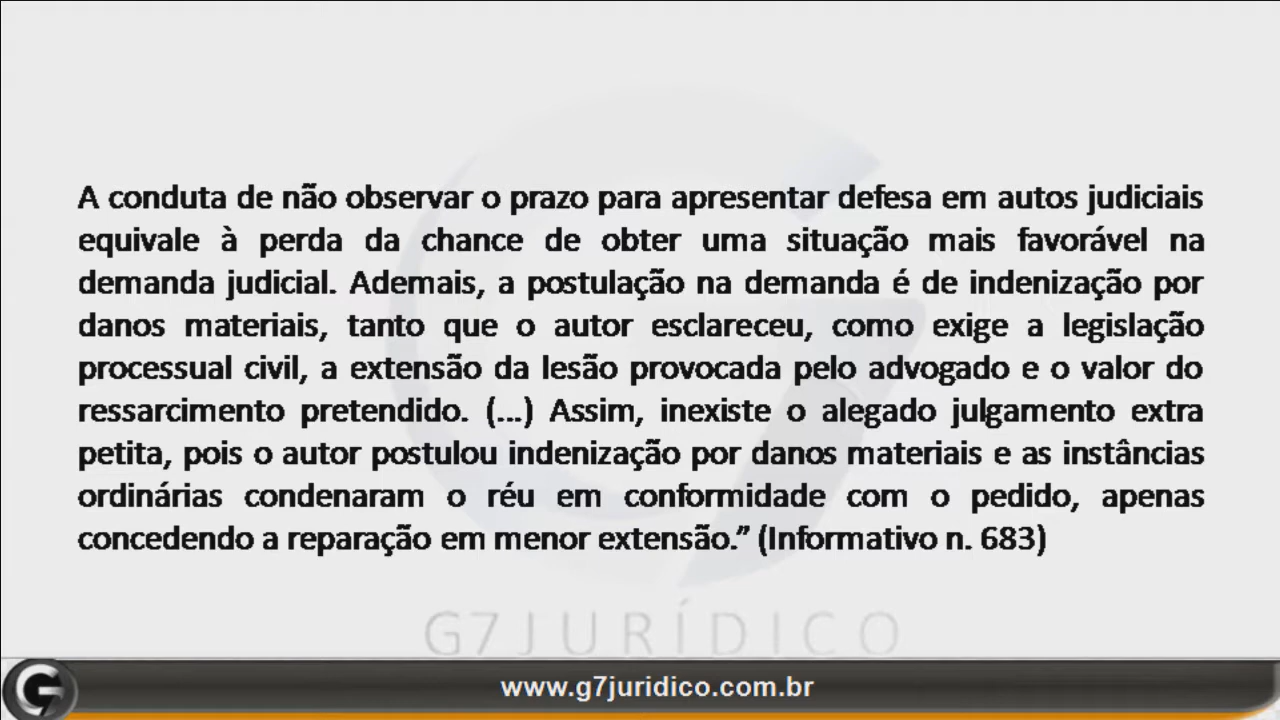 A conduta de não observar o prazo para apresentar defesa em autos judiciais
equivale à perda da chance de obter uma situação mais favorável na
demanda judicial. Ademais, a postulação na demanda é de indenização por
danos materiais, tanto que o autor esclareceu, como exige a legislação
processual civil, a extensão da lesão provocada pelo advogado e o valor do
ressarcimento pretendido. (...) Assim, inexiste o alegado julgamento extra
petita, pois o autor postulou indenização por danos materiais e as instâncias
ordinárias condenaram o réu em conformidade com o pedido, apenas
concedendo a reparação em menor extensão.” (Informativo n. 683)
G7 JURÍDICO
www.g7juridico.com.br